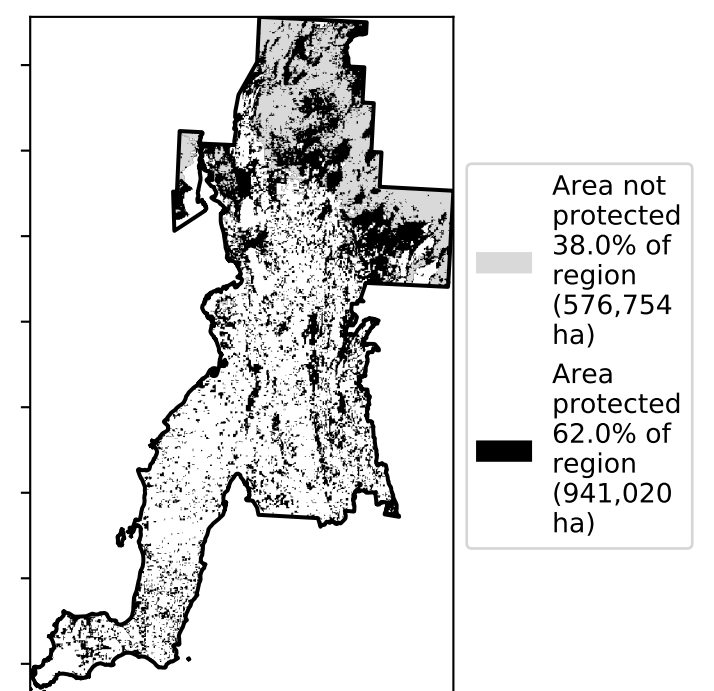 Area not
protected
38.0% of
region
(576,754
ha)
Area
protected
62.0% of
region
(941,020
ha)